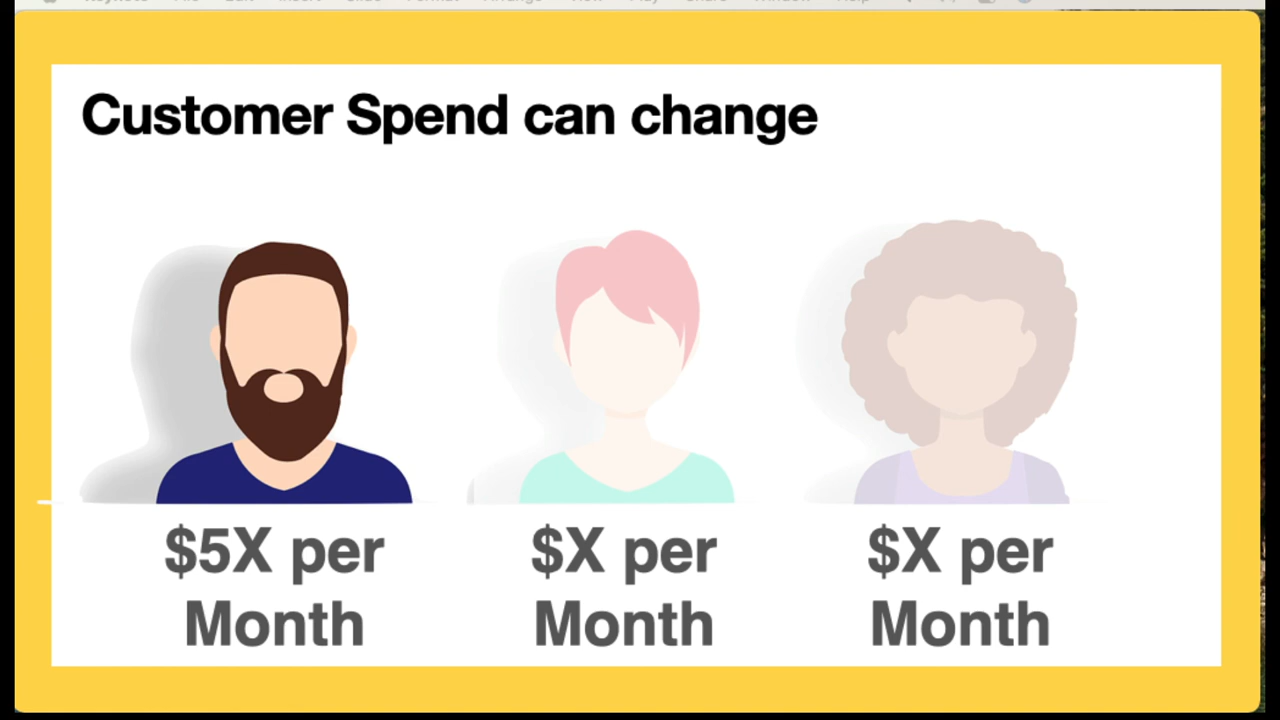 Customer Spend can change
$5X per
Month
$X per
Month
$X per
Month